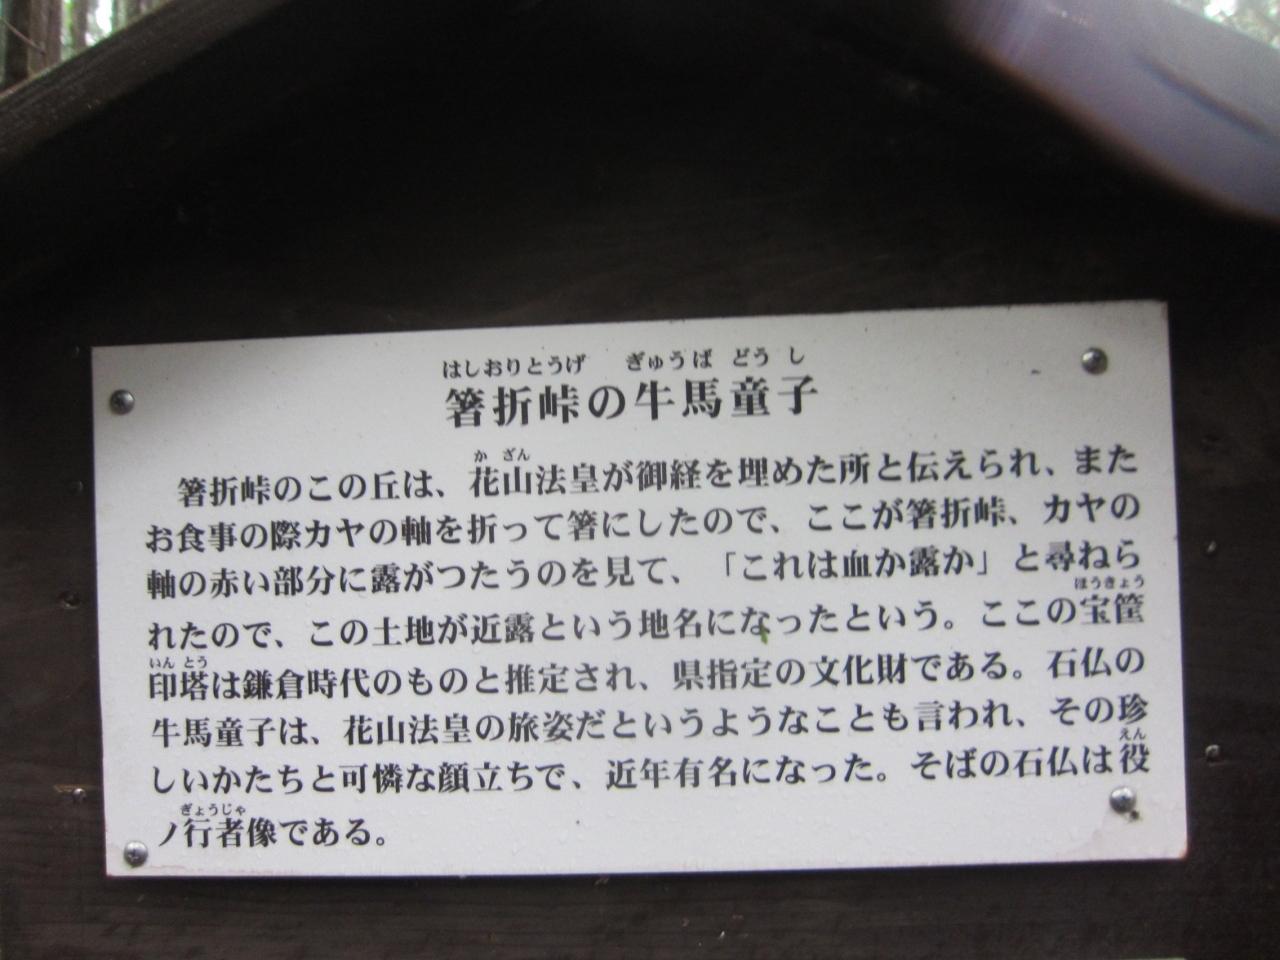 はしおりとうげ ぎゅうば どうし
箸折峠の牛馬童子
か ざん
箸折峠のこの丘は、花山法皇が御経を埋めた所と伝えられ、また
お食事の際カヤの軸を折って箸にしたので、ここが箸折峠、カヤの
軸の赤い部分に露がつたうのを見て、「これは血か露か」と尋ねら
ほうきょう
れたので、この土地が近露という地名になったという。ここの宝筐
いん とう
印塔は鎌倉時代のものと推定され、県指定の文化財である。石仏の
牛馬童子は、花山法皇の旅姿だというようなことも言われ、その珍
えん
しいかたちと可憐な顔立ちで、近年有名になった。そばの石仏は役
ぎょうじゃ
ノ行者像である。